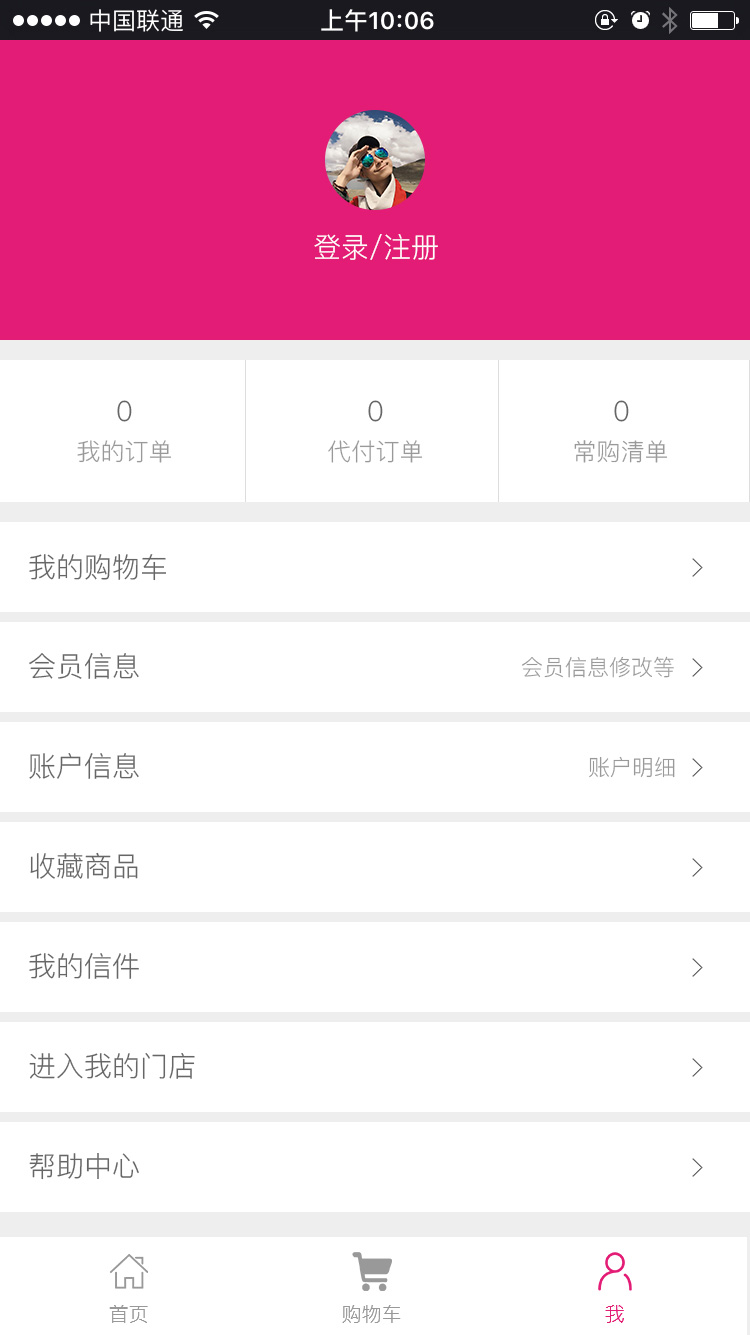 中国联通 上午10:06
登录/注册
0 0 0
我的订单 代付订单 常购清单
我的购物车
会员信息 会员信息修改等
账户信息 账户明细
收藏商品
我的信件
进入我的门店
帮助中心
首页 购物车 我